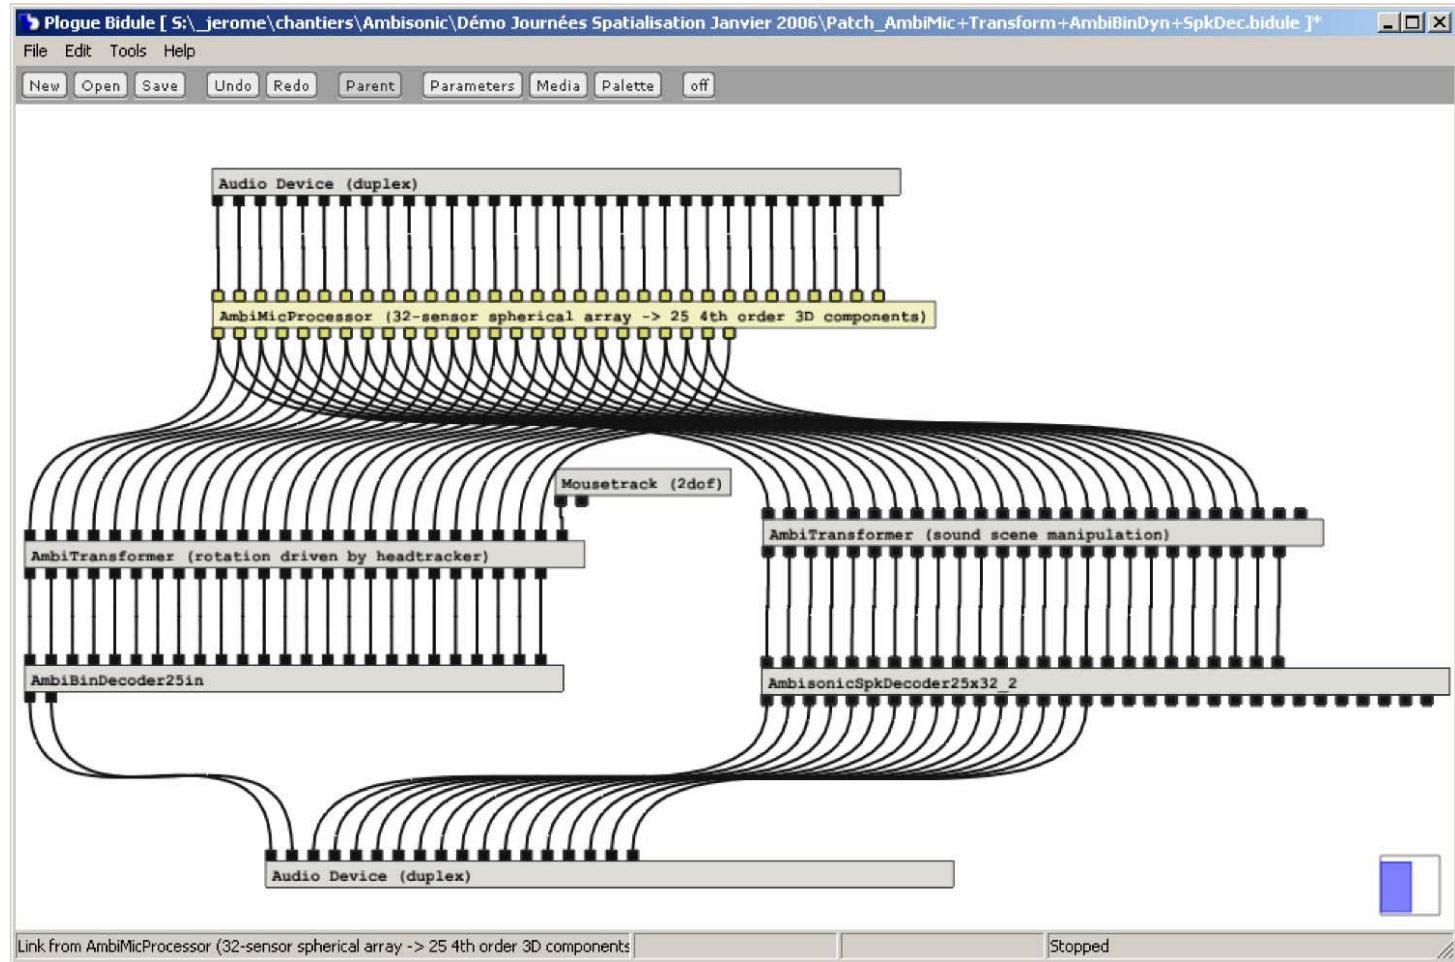 Plogue Bidule [ S:\_jerome\chantiers\Ambisonic\Démo Journées Spatialisation Janvier 2006\Patch_AmbiMic+Transform+AmbiBinDyn+SpkDec.bidule ]*
File Edit Tools Help
New Open Save Undo Redo Parent Parameters Media Palette off
Audio Device (duplex)
AmbiMicProcessor (32-sensor spherical array -> 25 4th order 3D components)
Mousetrack (2dof)
AmbiTransformer (sound scene manipulation)
AmbiTransformer (rotation driven by headtracker)
AmbiBinDecoder25in
AmbisonicSpkDecoder25x32_2
Audio Device (duplex)
Link from AmbiMicProcessor (32-sensor spherical array -> 25 4th order 3D components
Stopped